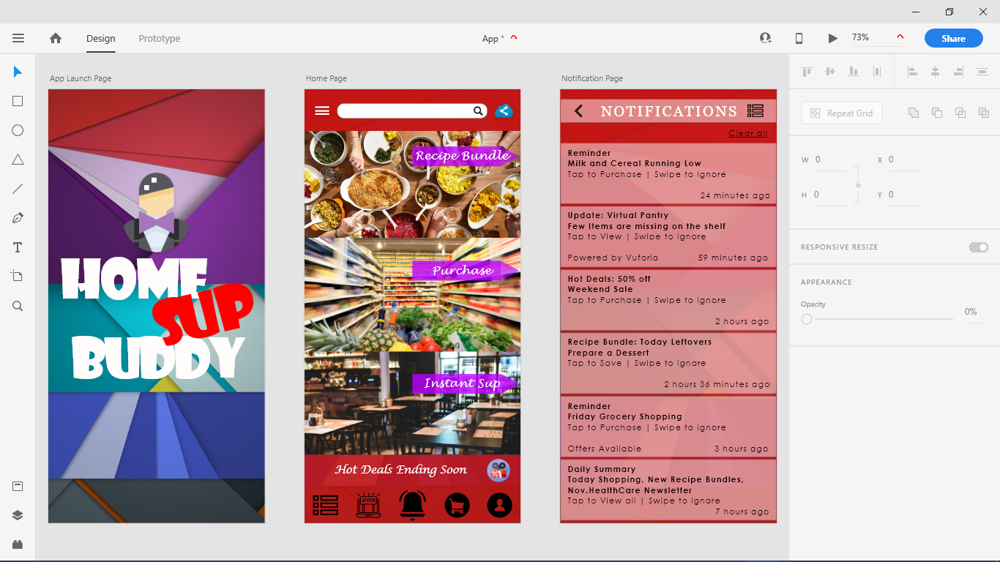 Design
Prototype
App *
73%
Share
App Launch Page
HOME
SUP
BUDDY
Home Page
Recipe Bundle
Purchase
Instant Sup
Hot Deals Ending Soon
OFFER
Notification Page
NOTIFICATIONS
Clear all
Reminder
Milk and Cereal Running Low
Tap to Purchase | Swipe to Ignore
24 minutes ago
Update: Virtual Pantry
Few Items are missing on the shelf
Tap to View | Swipe to Ignore
Powered by Vuforia 59 minutes ago
Hot Deals: 50% off
Weekend Sale
Tap to Purchase | Swipe to Ignore
2 hours ago
Recipe Bundle: Today Leftovers
Prepare a Dessert
Tap to Save | Swipe to Ignore
2 hours 36 minutes ago
Reminder
Friday Grocery Shopping
Tap to Purchase | Swipe to Ignore
Offers Available 3 hours ago
Daily Summary
Today Shopping, New Recipe Bundles,
Nov.HealthCare Newsletter
Tap to View all | Swipe to Ignore
7 hours ago
Repeat Grid
W 0 X 0
H 0 Y 0
RESPONSIVE RESIZE
APPEARANCE
Opacity
0%